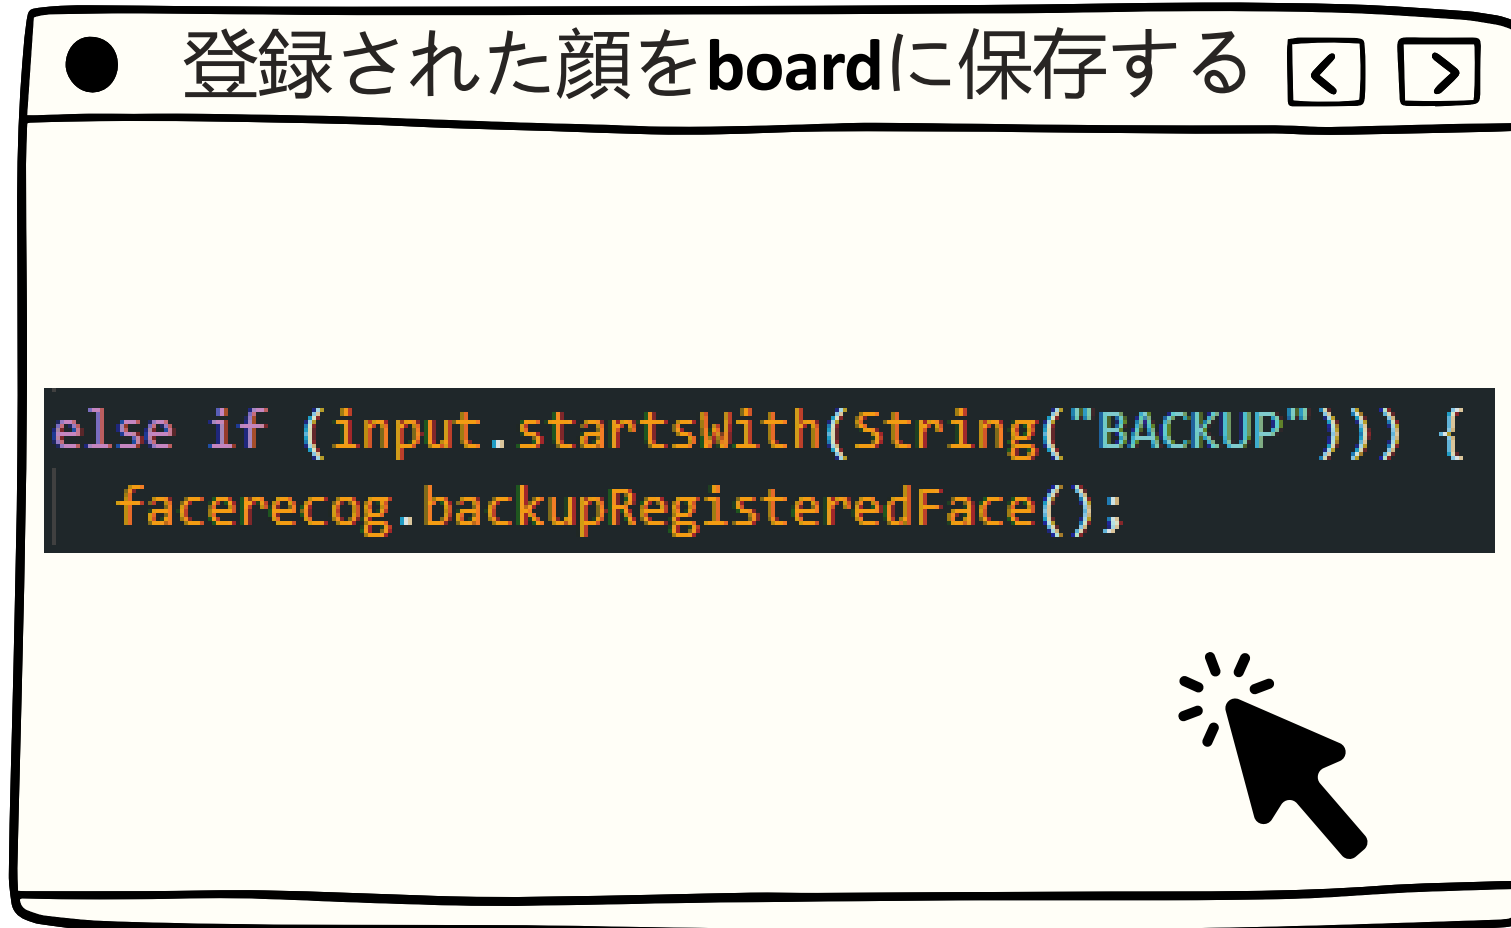 登録された顔をboardに保存する
else if (input.startsWith(String("BACKUP"))) {
facerecog.backupRegisteredFace();